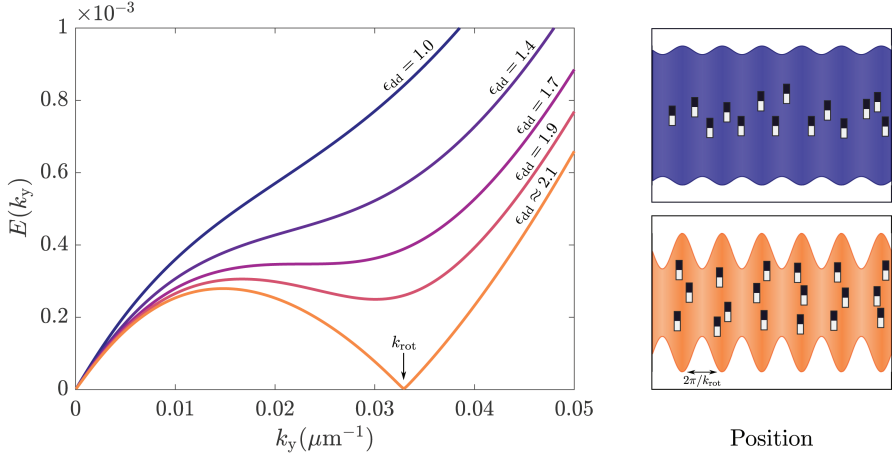 ×10⁻³
1
0.8
0.6
0.4
0.2
0
E(k_y)
ϵ_dd = 1.0
ϵ_dd = 1.4
ϵ_dd = 1.7
ϵ_dd = 1.9
ϵ_dd ≈ 2.1
k_rot
0 0.01 0.02 0.03 0.04 0.05
k_y(μm⁻¹)
2π/k_rot
Position